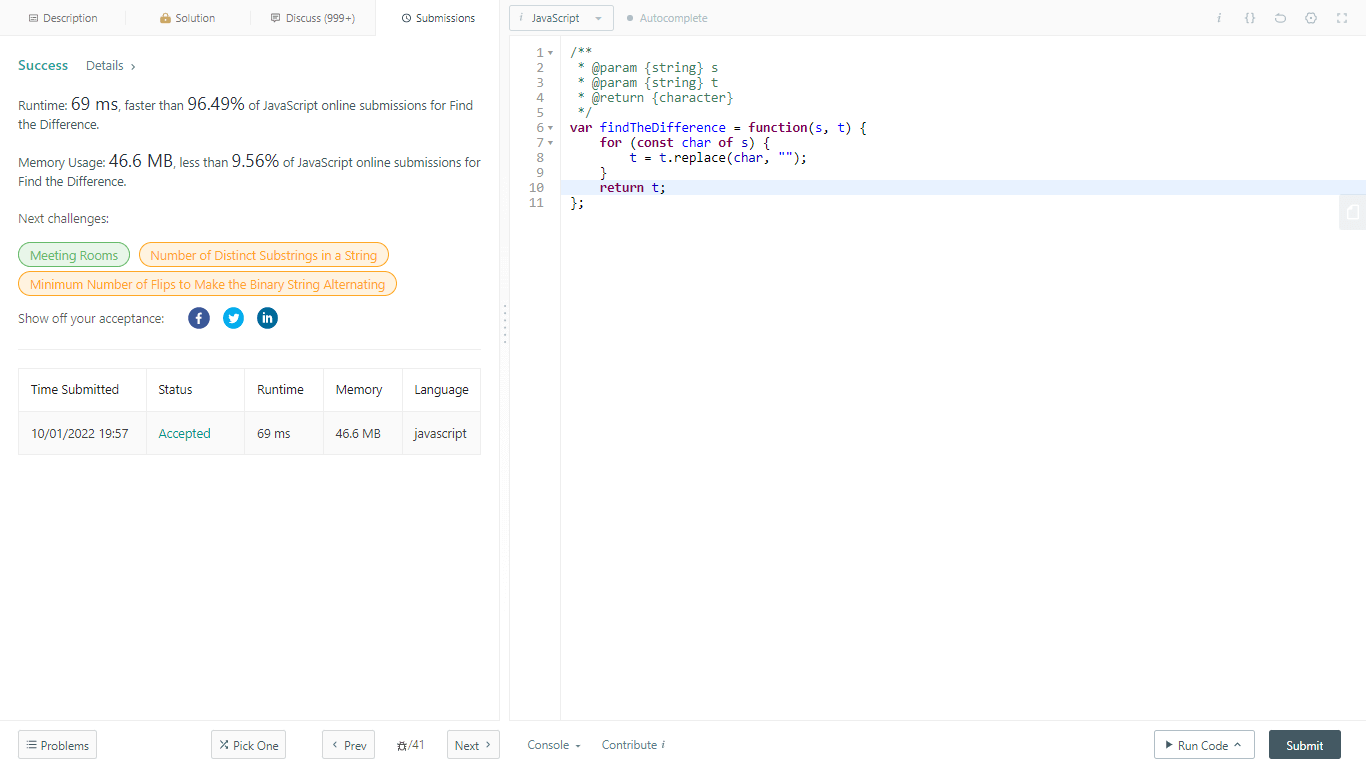 Description
Solution
Discuss (999+)
Submissions
i JavaScript
Autocomplete
i {}
Success Details ›
Runtime: 69 ms, faster than 96.49% of JavaScript online submissions for Find
the Difference.
Memory Usage: 46.6 MB, less than 9.56% of JavaScript online submissions for
Find the Difference.
Next challenges:
Meeting Rooms
Number of Distinct Substrings in a String
Minimum Number of Flips to Make the Binary String Alternating
Show off your acceptance: f in
Time Submitted Status Runtime Memory Language
10/01/2022 19:57 Accepted 69 ms 46.6 MB javascript
1 /**
2  * @param {string} s
3  * @param {string} t
4  * @return {character}
5  */
6 var findTheDifference = function(s, t) {
7     for (const char of s) {
8         t = t.replace(char, "");
9     }
10     return t;
11 };
Problems
Pick One
‹ Prev
/41
Next ›
Console
Contribute i
Run Code
Submit